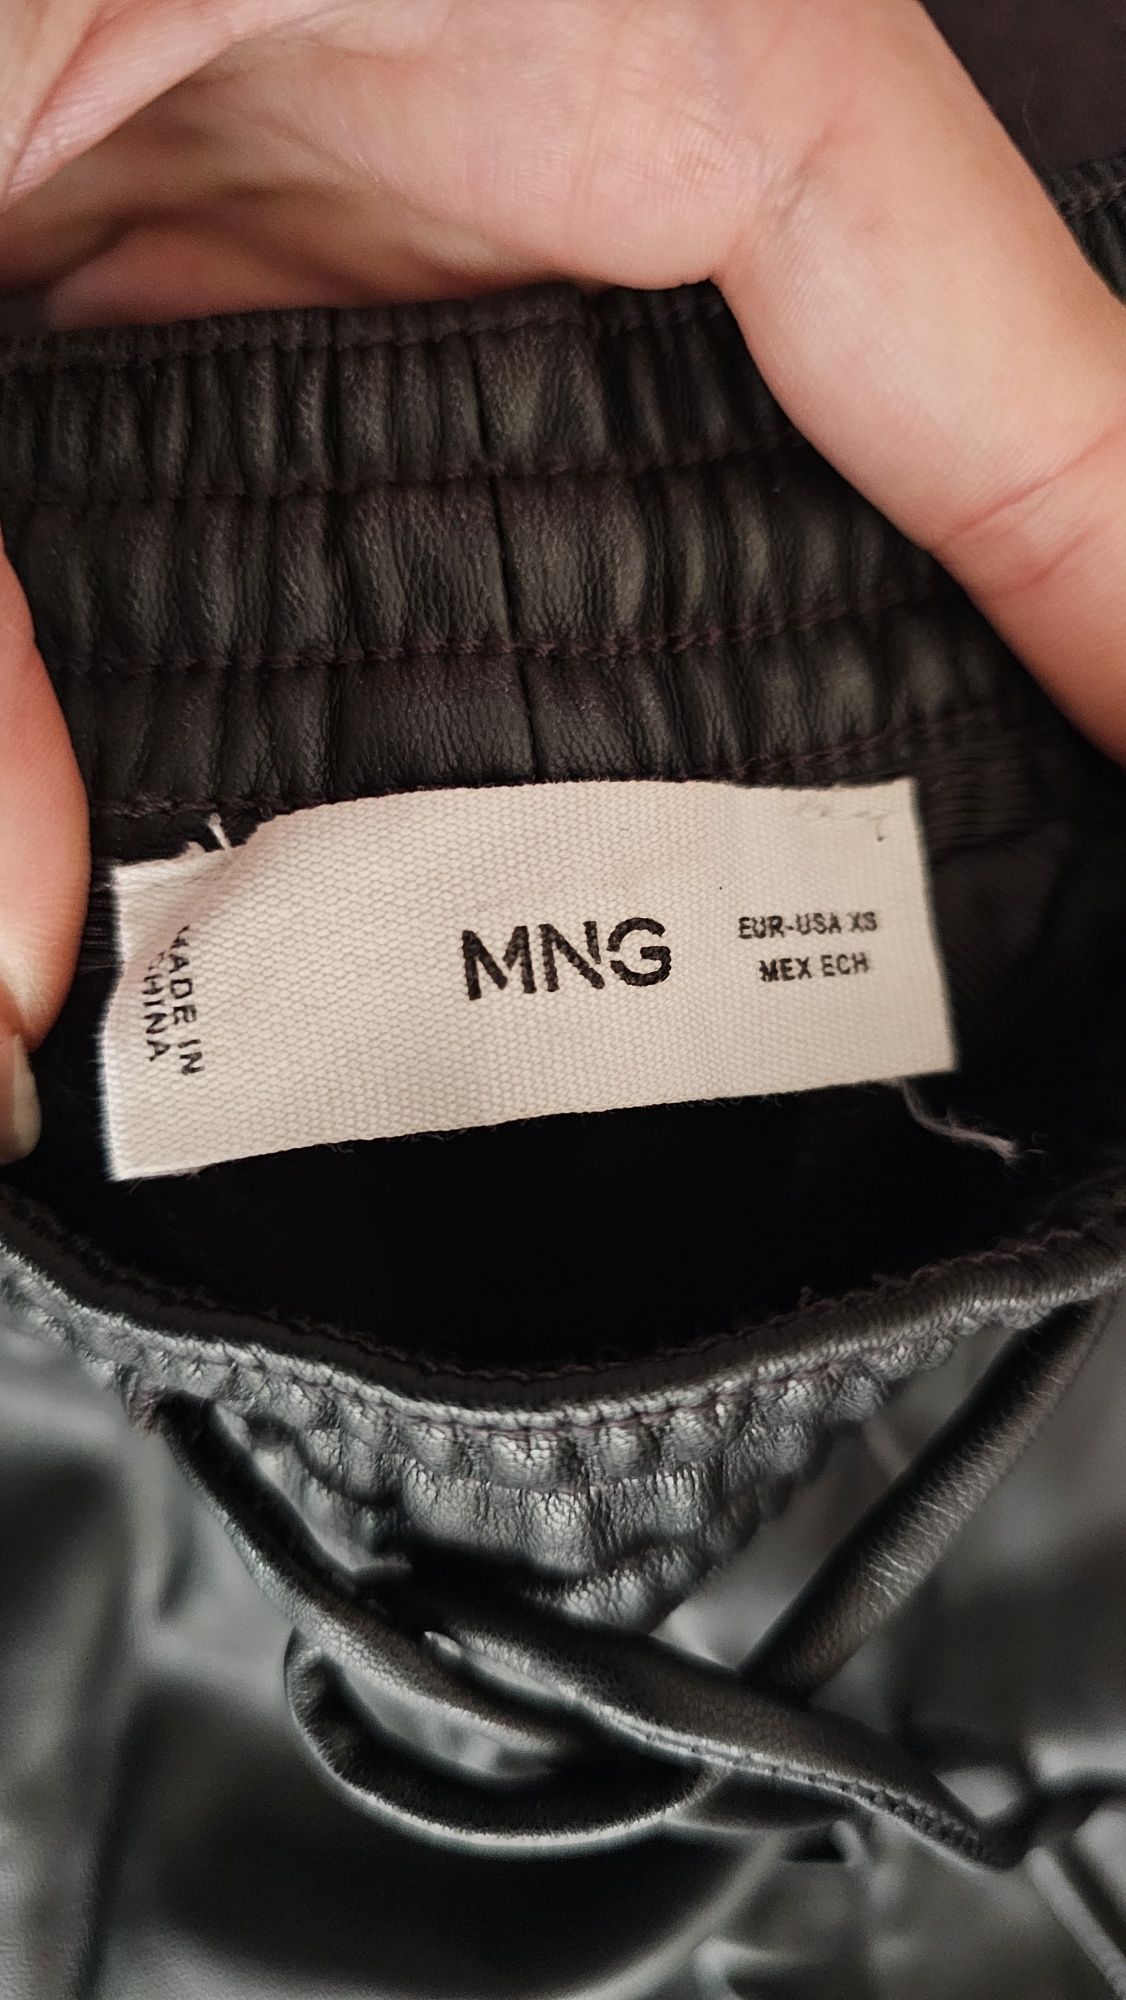 MADE IN
CHINA
MNG
EUR-USA XS
MEX ECH